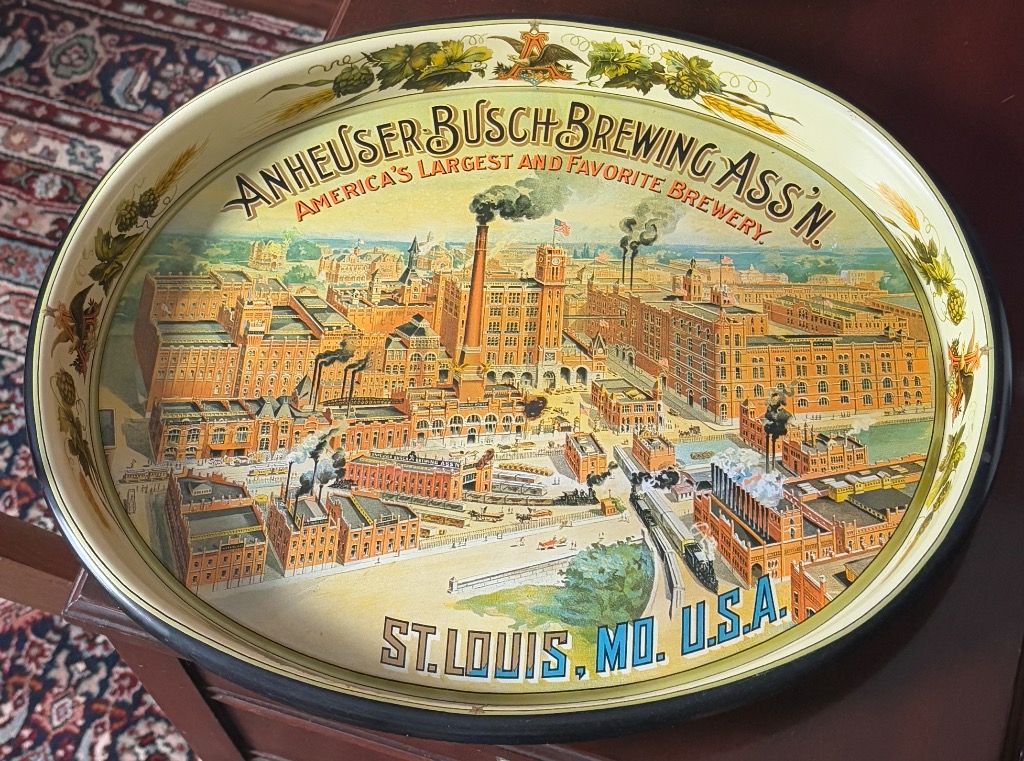 ANHEUSER-BUSCH BREWING ASS'N.
AMERICA'S LARGEST AND FAVORITE BREWERY.
ST. LOUIS, MO. U.S.A.